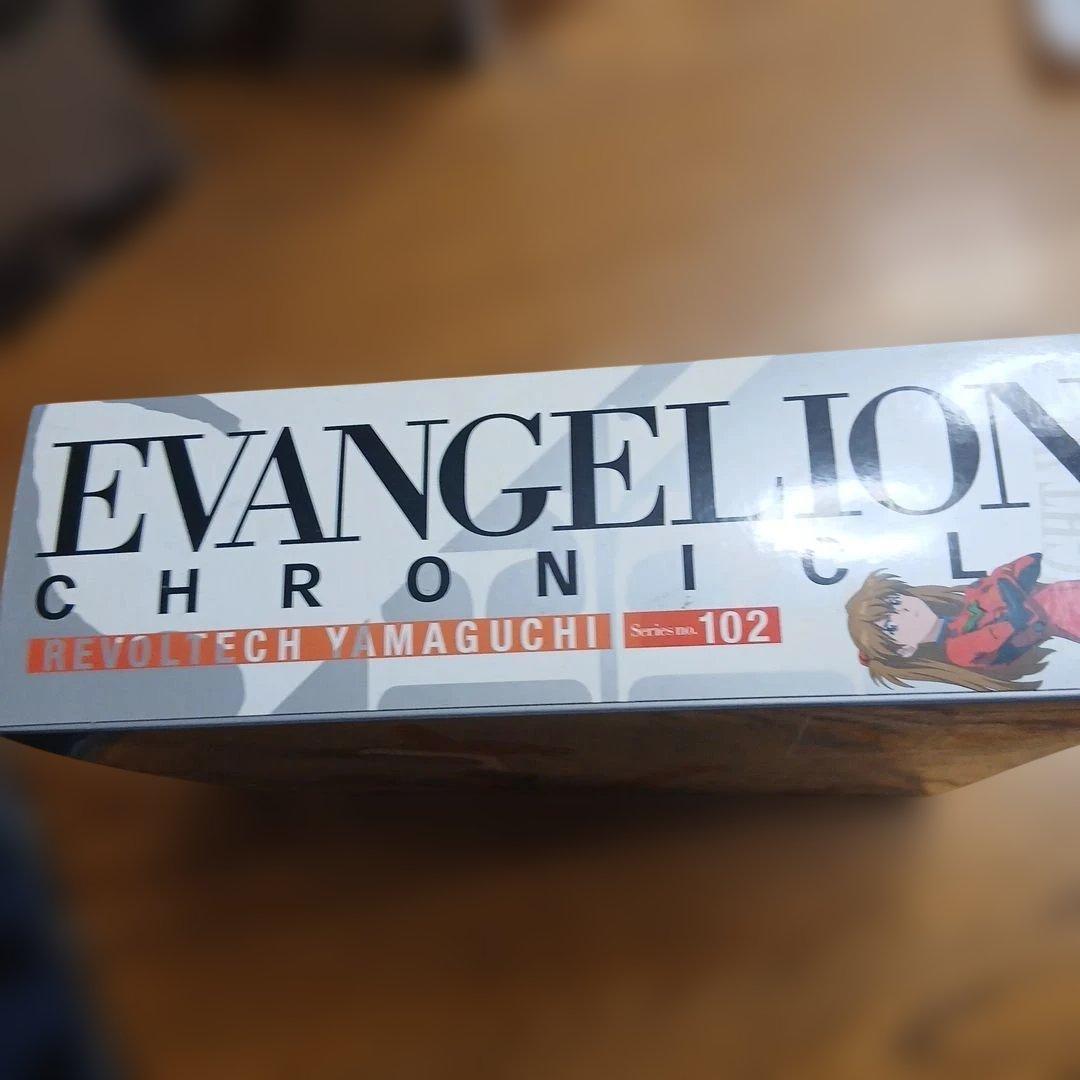 EVANGELION
CHRONICL
REVOLTECH YAMAGUCHI Series no. 102